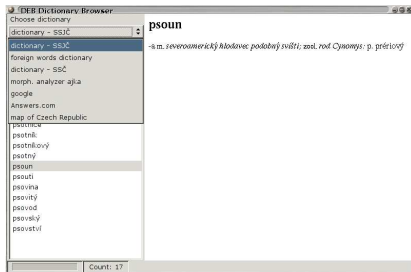 DEB Dictionary Browser
Choose dictionary
dictionary – SSJČ
dictionary – SSJČ
foreign words dictionary
dictionary – SSČ
morph. analyzer ajka
google
Answers.com
map of Czech Republic
psotnice
psotník
psotníkový
psotný
psoun
psouti
psovina
psovitý
psovod
psovský
psovství
Count: 17
psoun
-a m. severoamerický hlodavec podobný svišti; zool. rod Cynomys: p. prériový